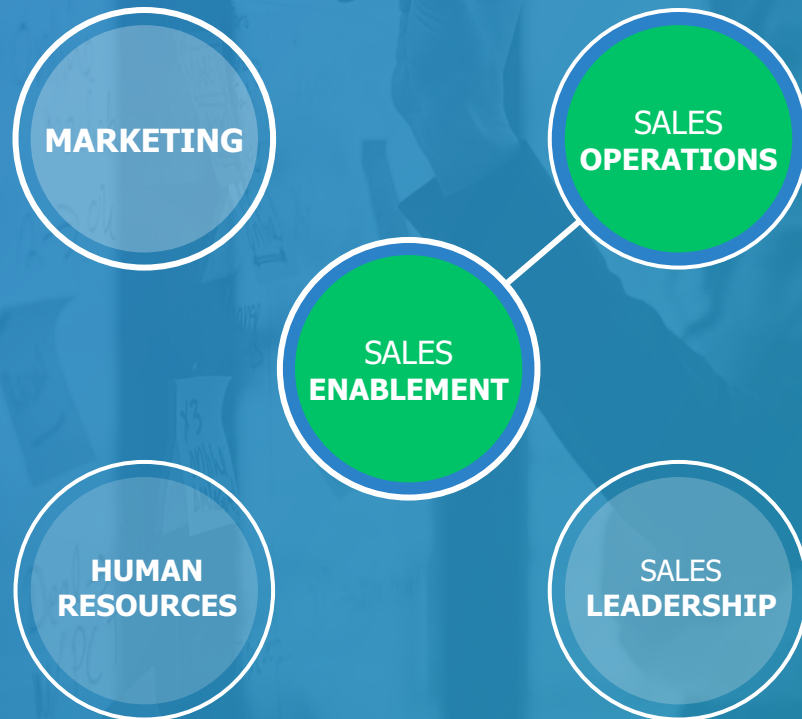 MARKETING
SALES
OPERATIONS
SALES
ENABLEMENT
HUMAN
RESOURCES
SALES
LEADERSHIP